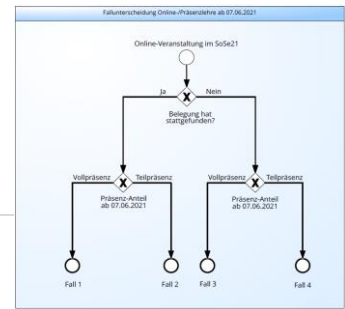 Fallunterscheidung Online-/Präsenzlehre ab 07.06.2021
Online-Veranstaltung im SoSe21
Ja
Nein
Belegung hat
stattgefunden?
Vollpräsenz
Teilpräsenz
Vollpräsenz
Teilpräsenz
Präsenz-Anteil
ab 07.06.2021
Präsenz-Anteil
ab 07.06.2021
Fall 1
Fall 2
Fall 3
Fall 4